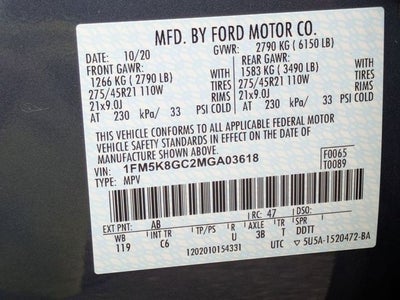 MFD. BY FORD MOTOR CO.
DATE: 10/20 GVWR: 2790 KG (6150 LB)
FRONT GAWR: REAR GAWR:
1266 KG (2790 LB) 1583 KG (3490 LB)
275/45R21 110W TIRES 275/45R21 110W TIRES
21x9.0J RIMS 21x9.0J RIMS
AT 230 kPa/ 33 PSI COLD AT 230 kPa/ 33 PSI COLD
THIS VEHICLE CONFORMS TO ALL APPLICABLE FEDERAL MOTOR
VEHICLE SAFETY STANDARDS IN EFFECT ON THE DATE OF MANUFACTURE
SHOWN ABOVE.
VIN: 1FM5K8GC2MGA03618 F0065
TYPE: MPV T0089
EXT PNT: AB RC: 47 DSO:
WB INT TR TP/PS R AXLE TR SPR
119 C6 U 3B T DDTT
1202010154331 UTC 5U5A-1520472-BA